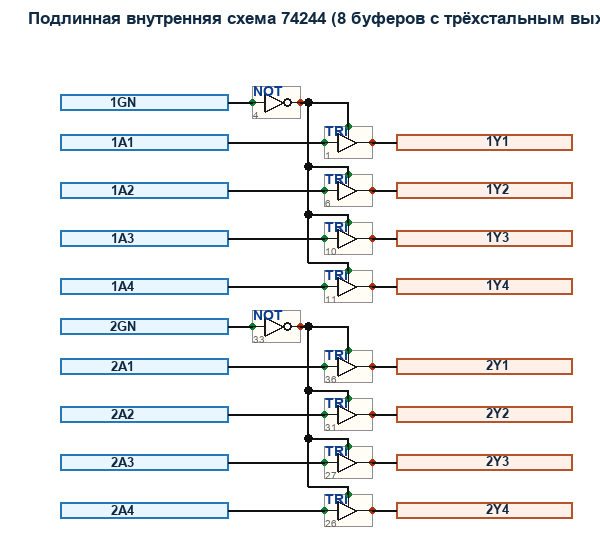 Подлинная внутренняя схема 74244 (8 буферов с трёхстальным вых
NOT
1GN
4
TRI
1A1
1Y1
1
TRI
1A2
1Y2
6
TRI
1A3
1Y3
10
TRI
1A4
1Y4
11
NOT
2GN
33
TRI
2A1
2Y1
36
TRI
2A2
2Y2
31
TRI
2A3
2Y3
27
TRI
2A4
2Y4
26